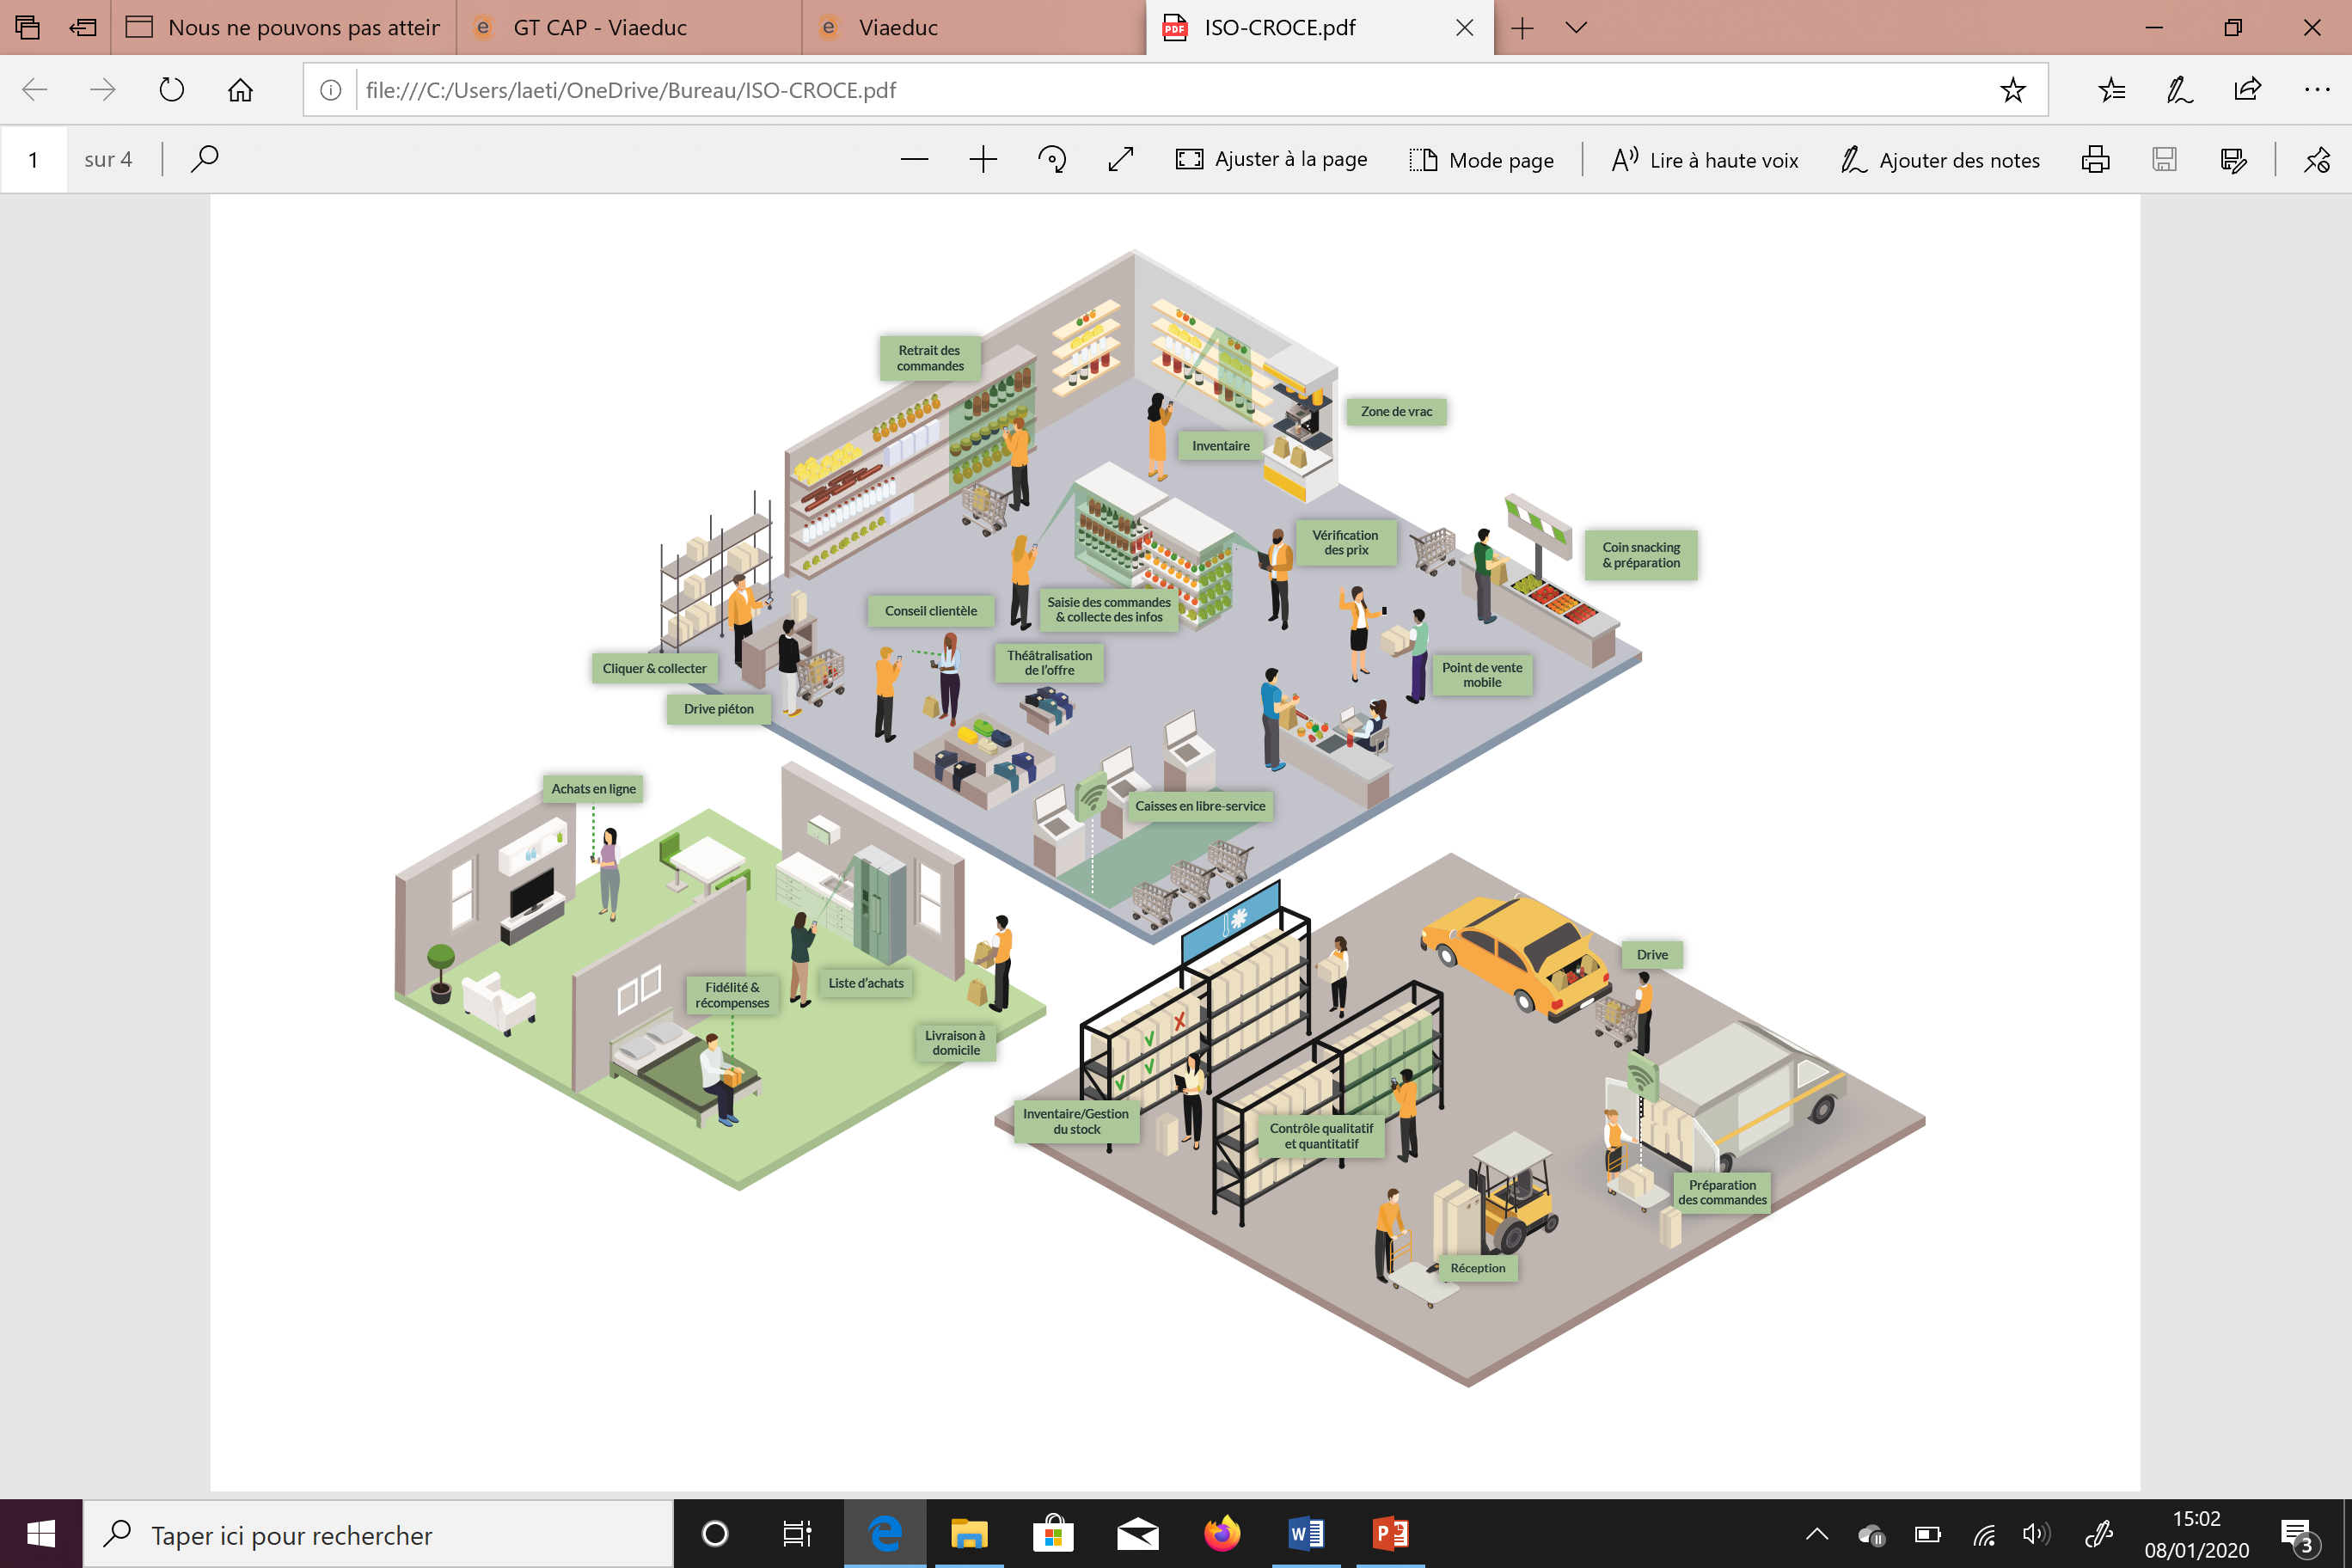 Nous ne pouvons pas atteir
GT CAP - Viaeduc
Viaeduc
ISO-CROCE.pdf
file:///C:/Users/laeti/OneDrive/Bureau/ISO-CROCE.pdf
1
sur 4
Ajuster à la page
Mode page
Lire à haute voix
Ajouter des notes
Retrait des
commandes
Zone de vrac
Inventaire
Vérification
des prix
Coin snacking
& préparation
Conseil clientèle
Saisie des commandes
& collecte des infos
Théâtralisation
de l'offre
Cliquer & collecter
Point de vente
mobile
Drive piéton
Achats en ligne
Caisses en libre-service
Drive
Liste d'achats
Fidélité &
récompenses
Livraison à
domicile
Inventaire/Gestion
du stock
Contrôle qualitatif
et quantitatif
Préparation
des commandes
Réception
Taper ici pour rechercher
15:02
08/01/2020
3